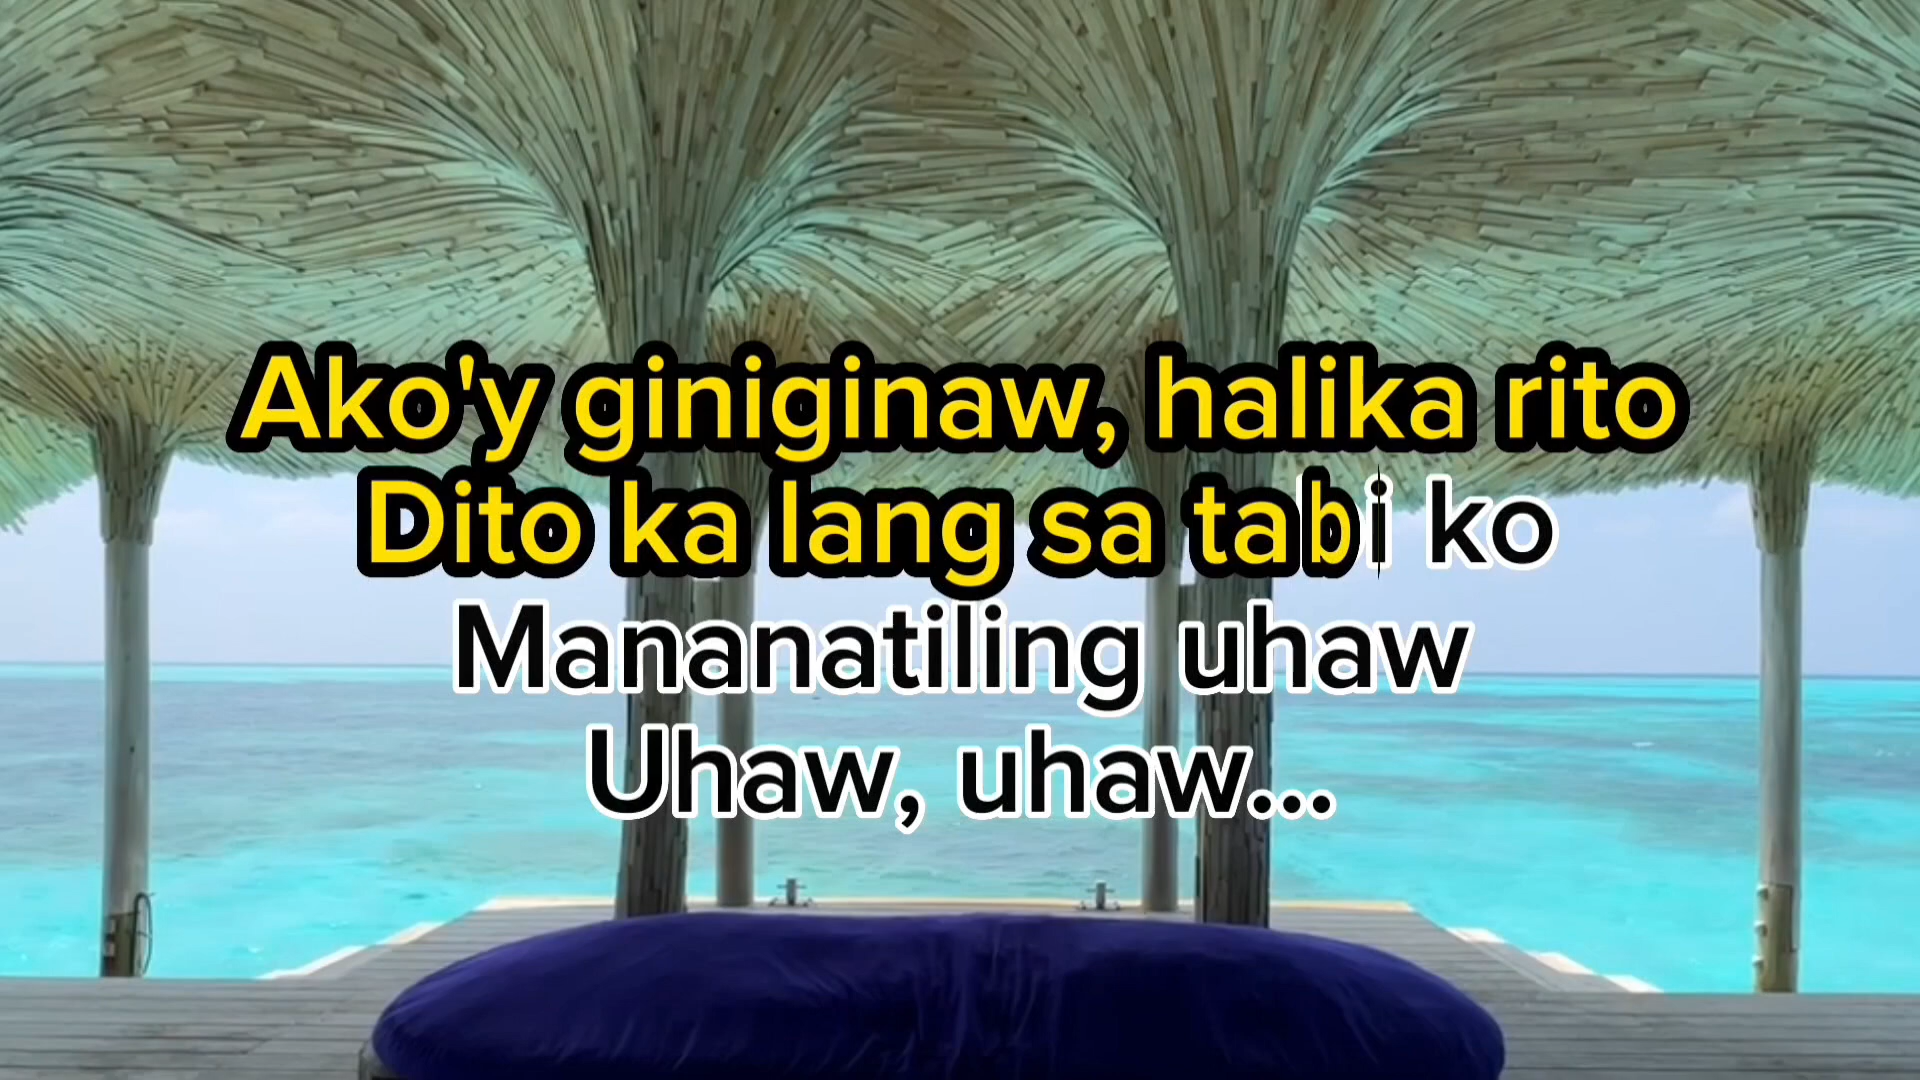 Ako'y giniginaw, halika rito
Dito ka lang sa tabi ko
Mananatiling uhaw
Uhaw, uhaw...